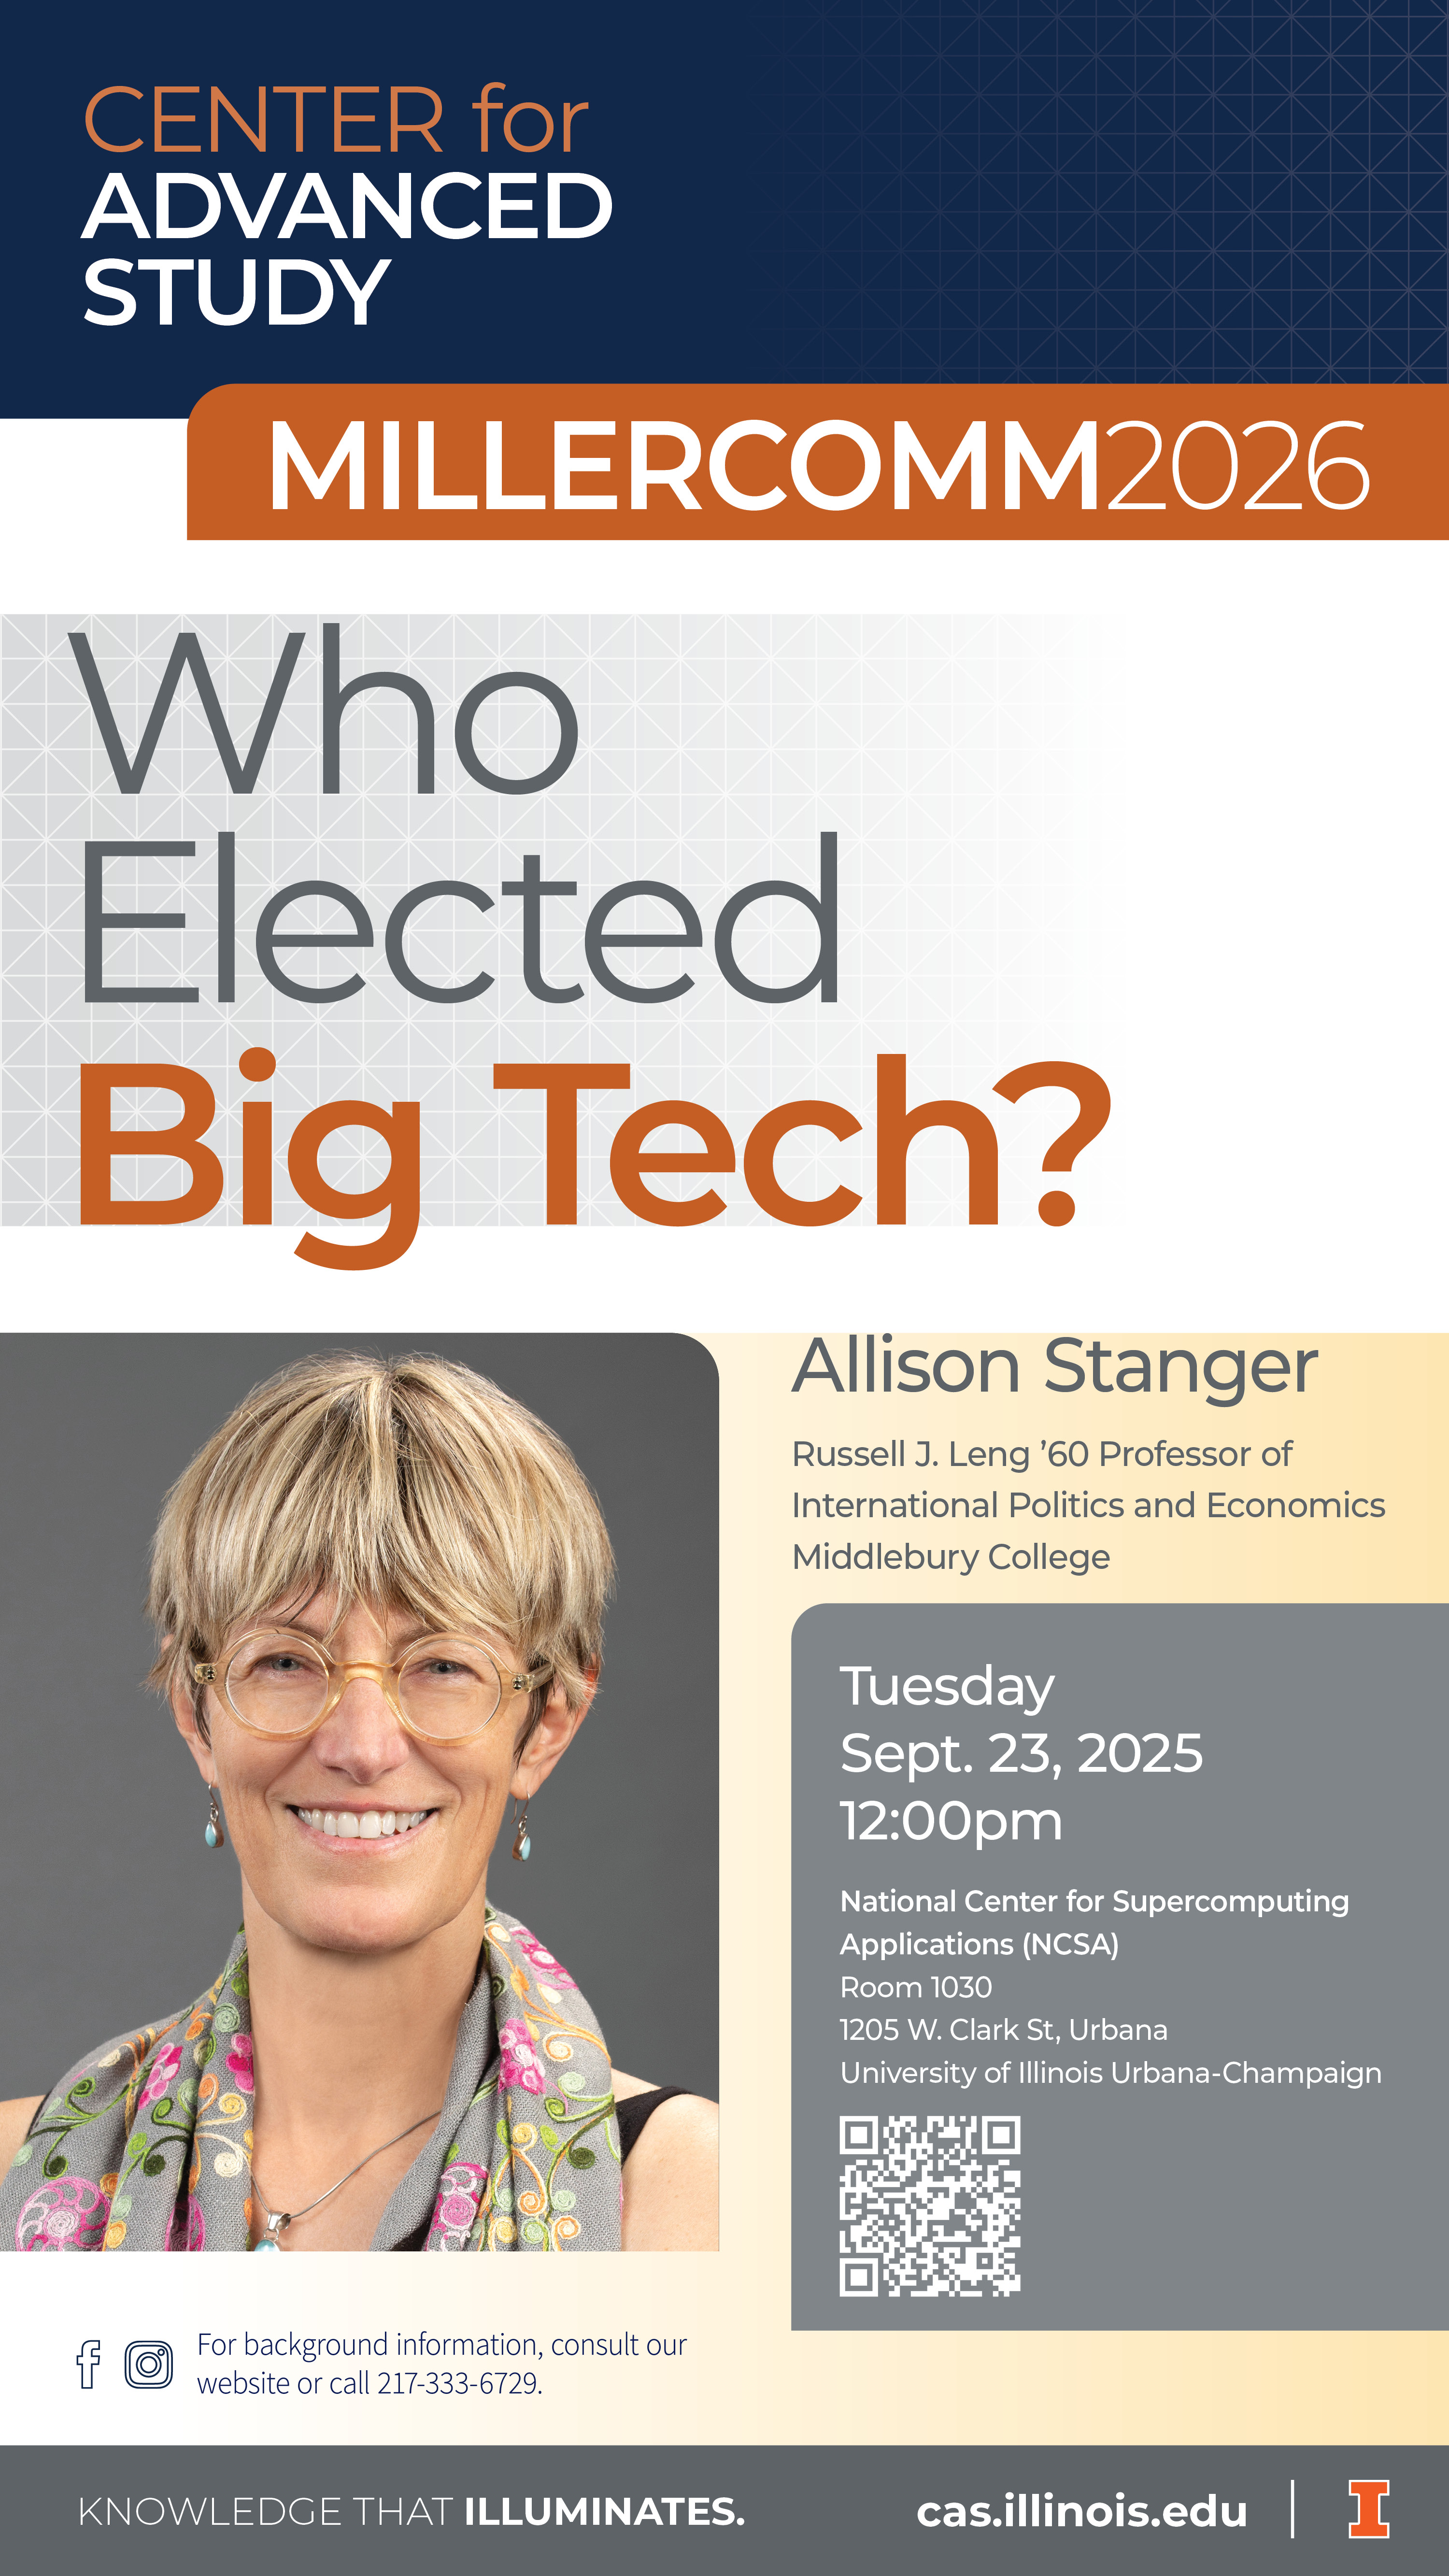 CENTER for
ADVANCED
STUDY
MILLERCOMM2026
Who
Elected
Big Tech?
Allison Stanger
Russell J. Leng ’60 Professor of
International Politics and Economics
Middlebury College
Tuesday
Sept. 23, 2025
12:00pm
National Center for Supercomputing
Applications (NCSA)
Room 1030
1205 W. Clark St, Urbana
University of Illinois Urbana-Champaign
For background information, consult our
website or call 217-333-6729.
KNOWLEDGE THAT ILLUMINATES.
cas.illinois.edu